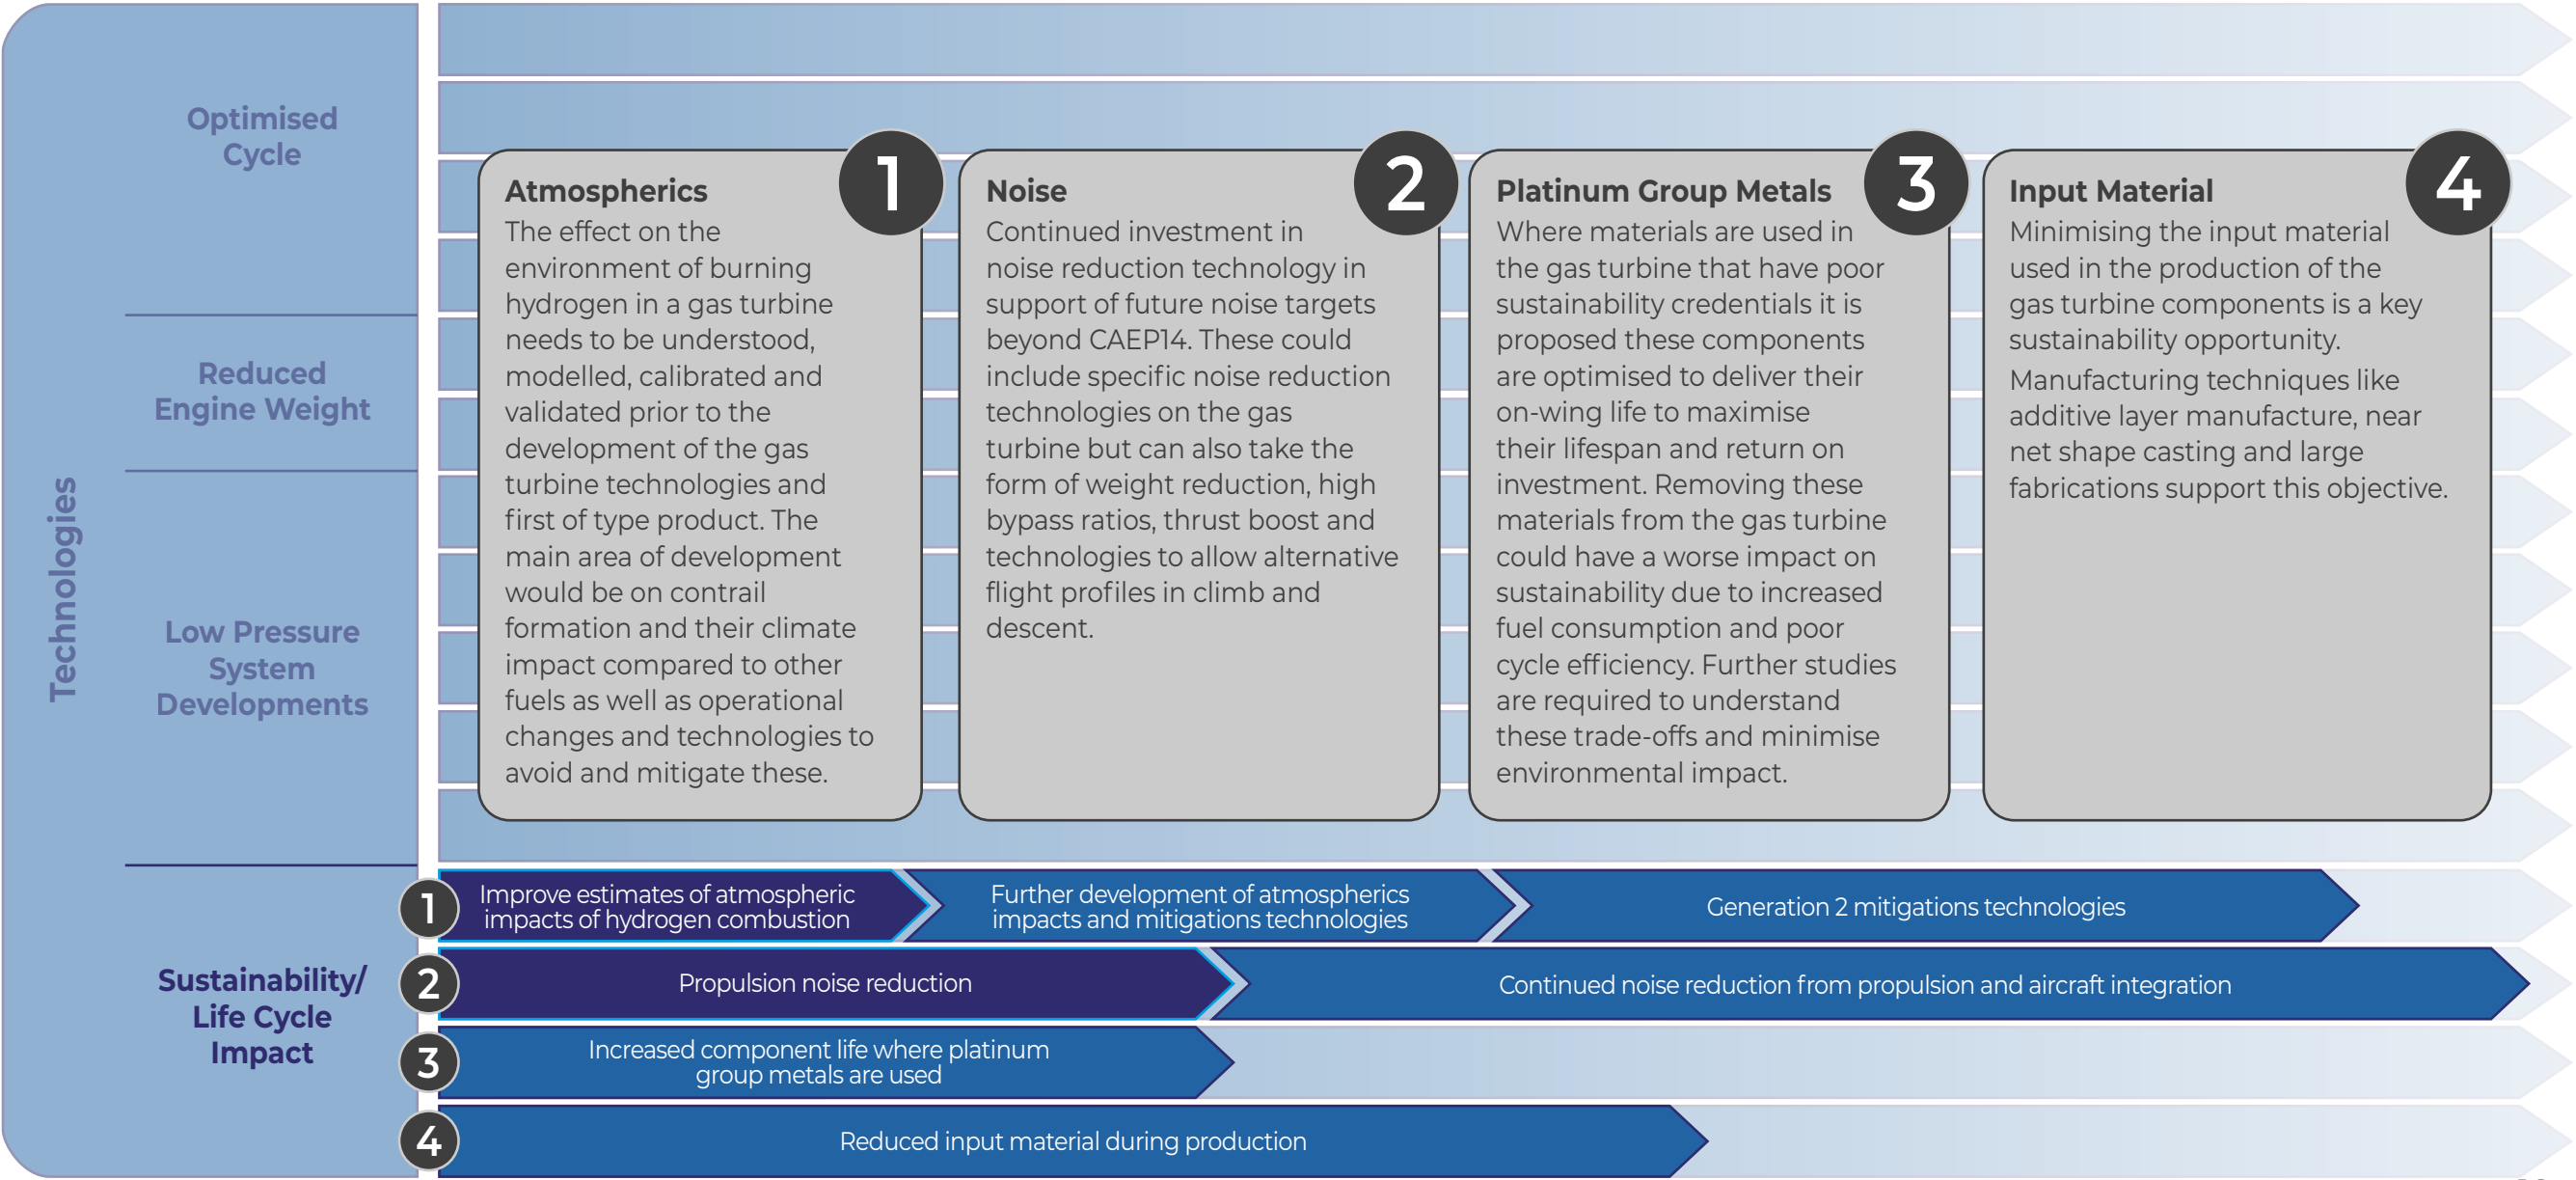 Technologies
Optimised
Cycle
Reduced
Engine Weight
Low Pressure
System
Developments
Sustainability/
Life Cycle
Impact
1
Atmospherics
The effect on the
environment of burning
hydrogen in a gas turbine
needs to be understood,
modelled, calibrated and
validated prior to the
development of the gas
turbine technologies and
first of type product. The
main area of development
would be on contrail
formation and their climate
impact compared to other
fuels as well as operational
changes and technologies to
avoid and mitigate these.
2
Noise
Continued investment in
noise reduction technology in
support of future noise targets
beyond CAEP14. These could
include specific noise reduction
technologies on the gas
turbine but can also take the
form of weight reduction, high
bypass ratios, thrust boost and
technologies to allow alternative
flight profiles in climb and
descent.
3
Platinum Group Metals
Where materials are used in
the gas turbine that have poor
sustainability credentials it is
proposed these components
are optimised to deliver their
on-wing life to maximise
their lifespan and return on
investment. Removing these
materials from the gas turbine
could have a worse impact on
sustainability due to increased
fuel consumption and poor
cycle efficiency. Further studies
are required to understand
these trade-offs and minimise
environmental impact.
4
Input Material
Minimising the input material
used in the production of the
gas turbine components is a key
sustainability opportunity.
Manufacturing techniques like
additive layer manufacture, near
net shape casting and large
fabrications support this objective.
1
Improve estimates of atmospheric
impacts of hydrogen combustion
Further development of atmospherics
impacts and mitigations technologies
Generation 2 mitigations technologies
2
Propulsion noise reduction
Continued noise reduction from propulsion and aircraft integration
3
Increased component life where platinum
group metals are used
4
Reduced input material during production